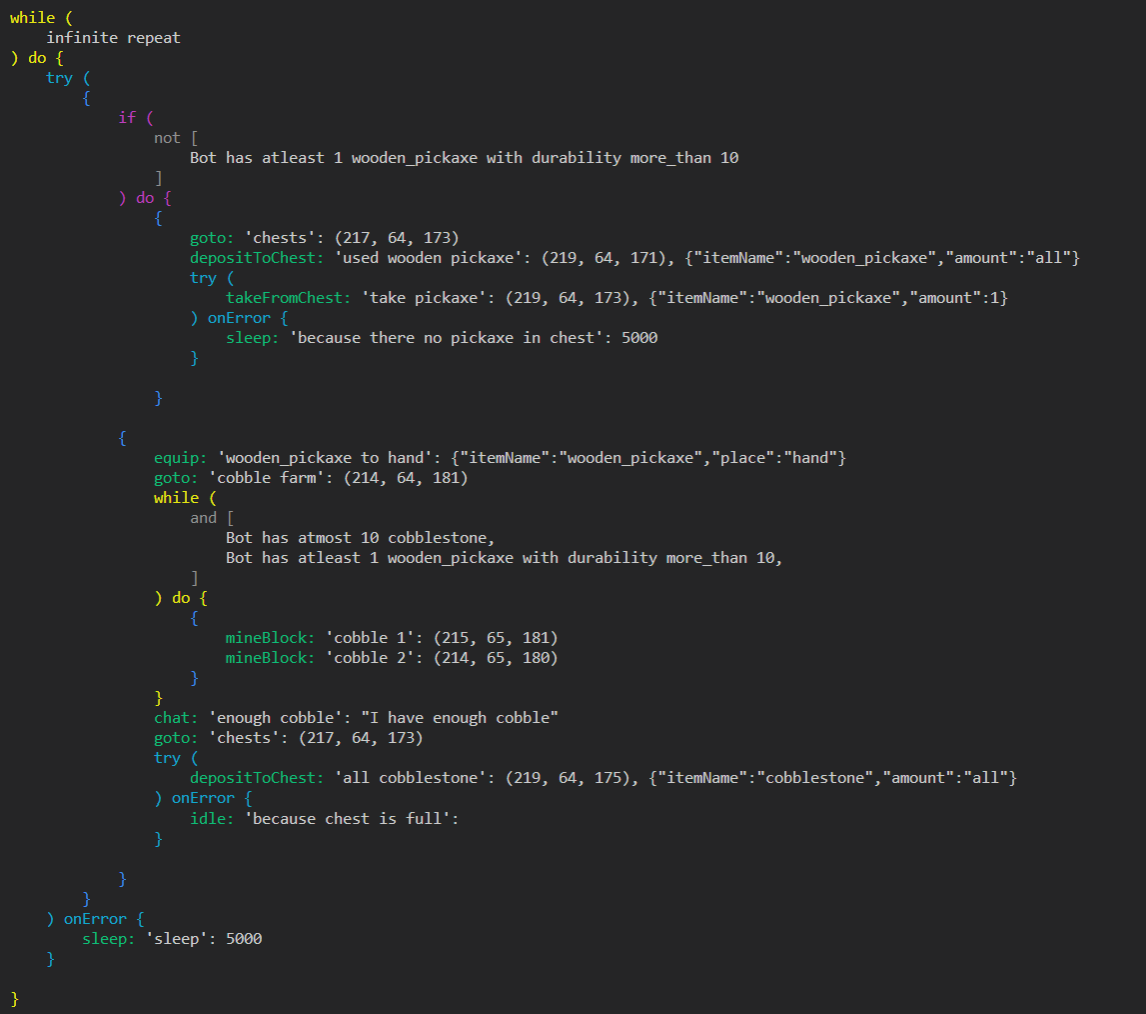 while (
    infinite repeat
) do {
    try (
        {
            if (
                not [
                    Bot has atleast 1 wooden_pickaxe with durability more_than 10
                ]
            ) do {
                {
                    goto: 'chests': (217, 64, 173)
                    depositToChest: 'used wooden pickaxe': (219, 64, 171), {"itemName":"wooden_pickaxe","amount":"all"}
                    try (
                        takeFromChest: 'take pickaxe': (219, 64, 173), {"itemName":"wooden_pickaxe","amount":1}
                    ) onError {
                        sleep: 'because there no pickaxe in chest': 5000
                    }
                }
            {
                equip: 'wooden_pickaxe to hand': {"itemName":"wooden_pickaxe","place":"hand"}
                goto: 'cobble farm': (214, 64, 181)
                while (
                    and [
                        Bot has atmost 10 cobblestone,
                        Bot has atleast 1 wooden_pickaxe with durability more_than 10,
                    ]
                ) do {
                    {
                        mineBlock: 'cobble 1': (215, 65, 181)
                        mineBlock: 'cobble 2': (214, 65, 180)
                    }
                }
                chat: 'enough cobble': "I have enough cobble"
                goto: 'chests': (217, 64, 173)
                try (
                    depositToChest: 'all cobblestone': (219, 64, 175), {"itemName":"cobblestone","amount":"all"}
                ) onError {
                    idle: 'because chest is full':
                }
            }
        }
    ) onError {
        sleep: 'sleep': 5000
    }
}